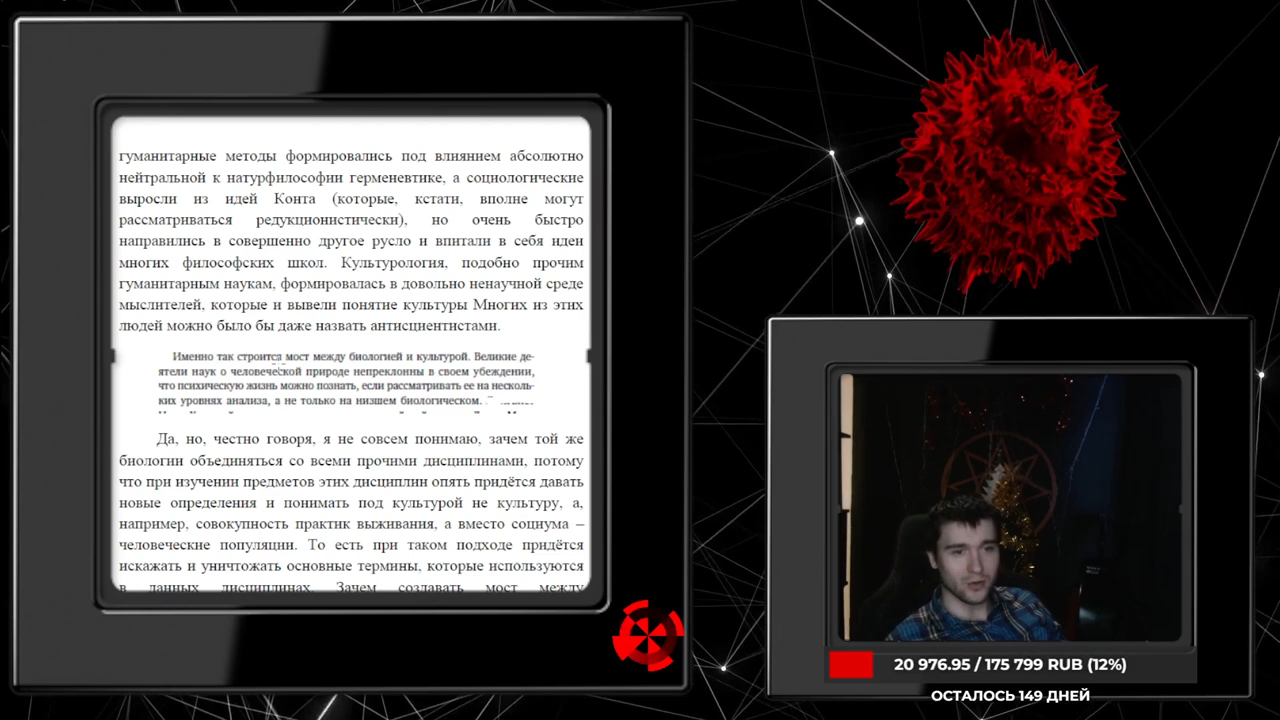 гуманитарные методы формировались под влиянием абсолютно
нейтральной к натурфилософии герменевтике, а социологические
выросли из идей Конта (которые, кстати, вполне могут
рассматриваться редукционистически), но очень быстро
направились в совершенно другое русло и впитали в себя идеи
многих философских школ. Культурология, подобно прочим
гуманитарным наукам, формировалась в довольно ненаучной среде
мыслителей, которые и вывели понятие культуры Многих из этих
людей можно было бы даже назвать антисциентистами.
Именно так строится мост между биологией и культурой. Великие де-
ятели наук о человеческой природе непреклонны в своем убеждении,
что психическую жизнь можно познать, если рассматривать ее на несколь-
ких уровнях анализа, а не только на низшем биологическом.
Да, но, честно говоря, я не совсем понимаю, зачем той же
биологии объединяться со всеми прочими дисциплинами, потому
что при изучении предметов этих дисциплин опять придётся давать
новые определения и понимать под культурой не культуру, а,
например, совокупность практик выживания, а вместо социума –
человеческие популяции. То есть при таком подходе придётся
искажать и уничтожать основные термины, которые используются
в данных дисциплинах. Зачем создавать мост между
20 976.95 / 175 799 RUB (12%)
ОСТАЛОСЬ 149 ДНЕЙ